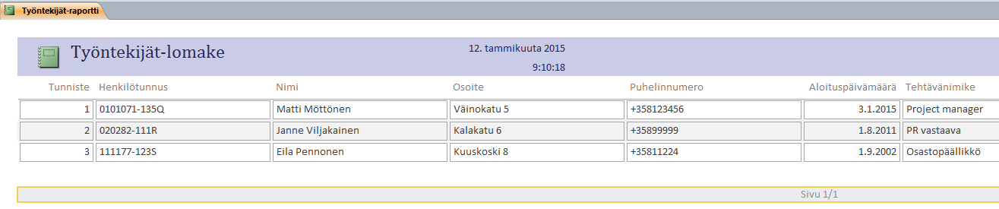 Työntekijät-raportti
Työntekijät-lomake 12. tammikuuta 2015
9:10:18
Tunniste Henkilötunnus Nimi Osoite Puhelinnumero Aloituspäivämäärä Tehtävänimike
1 0101071-135Q Matti Möttönen Väinokatu 5 +358123456 3.1.2015 Project manager
2 020282-111R Janne Viljakainen Kalakatu 6 +35899999 1.8.2011 PR vastaava
3 111177-123S Eila Pennonen Kuuskoski 8 +35811224 1.9.2002 Osastopäällikkö
Sivu 1/1